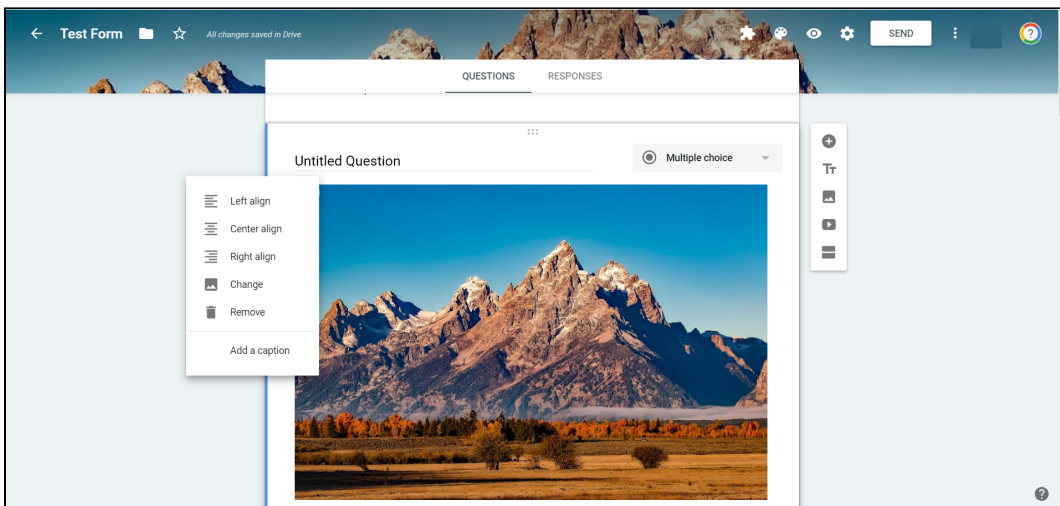 Test Form
All changes saved in Drive
SEND
QUESTIONS
RESPONSES
Untitled Question
Multiple choice
Left align
Center align
Right align
Change
Remove
Add a caption